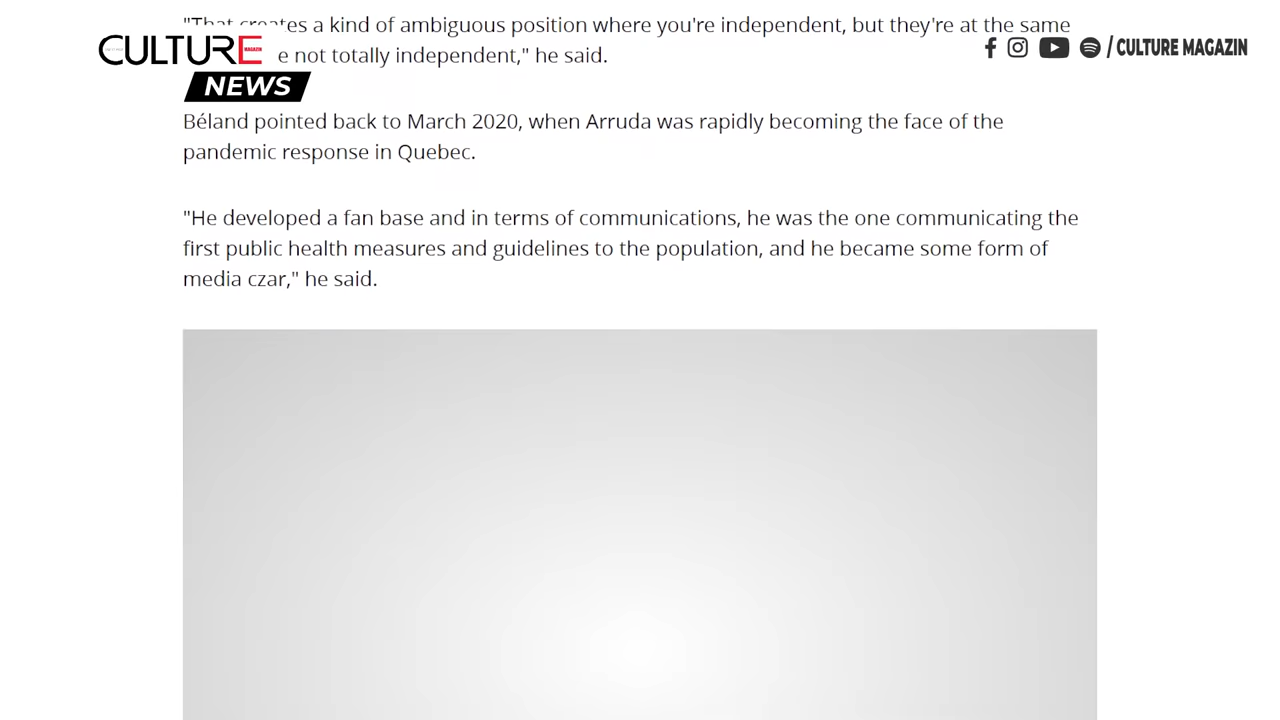 "That creates a kind of ambiguous position where you're independent, but they're at the same
e not totally independent," he said.
CULTURE
MAGAZIN
NEWS
/ CULTURE MAGAZIN
Béland pointed back to March 2020, when Arruda was rapidly becoming the face of the
pandemic response in Quebec.
"He developed a fan base and in terms of communications, he was the one communicating the
first public health measures and guidelines to the population, and he became some form of
media czar," he said.